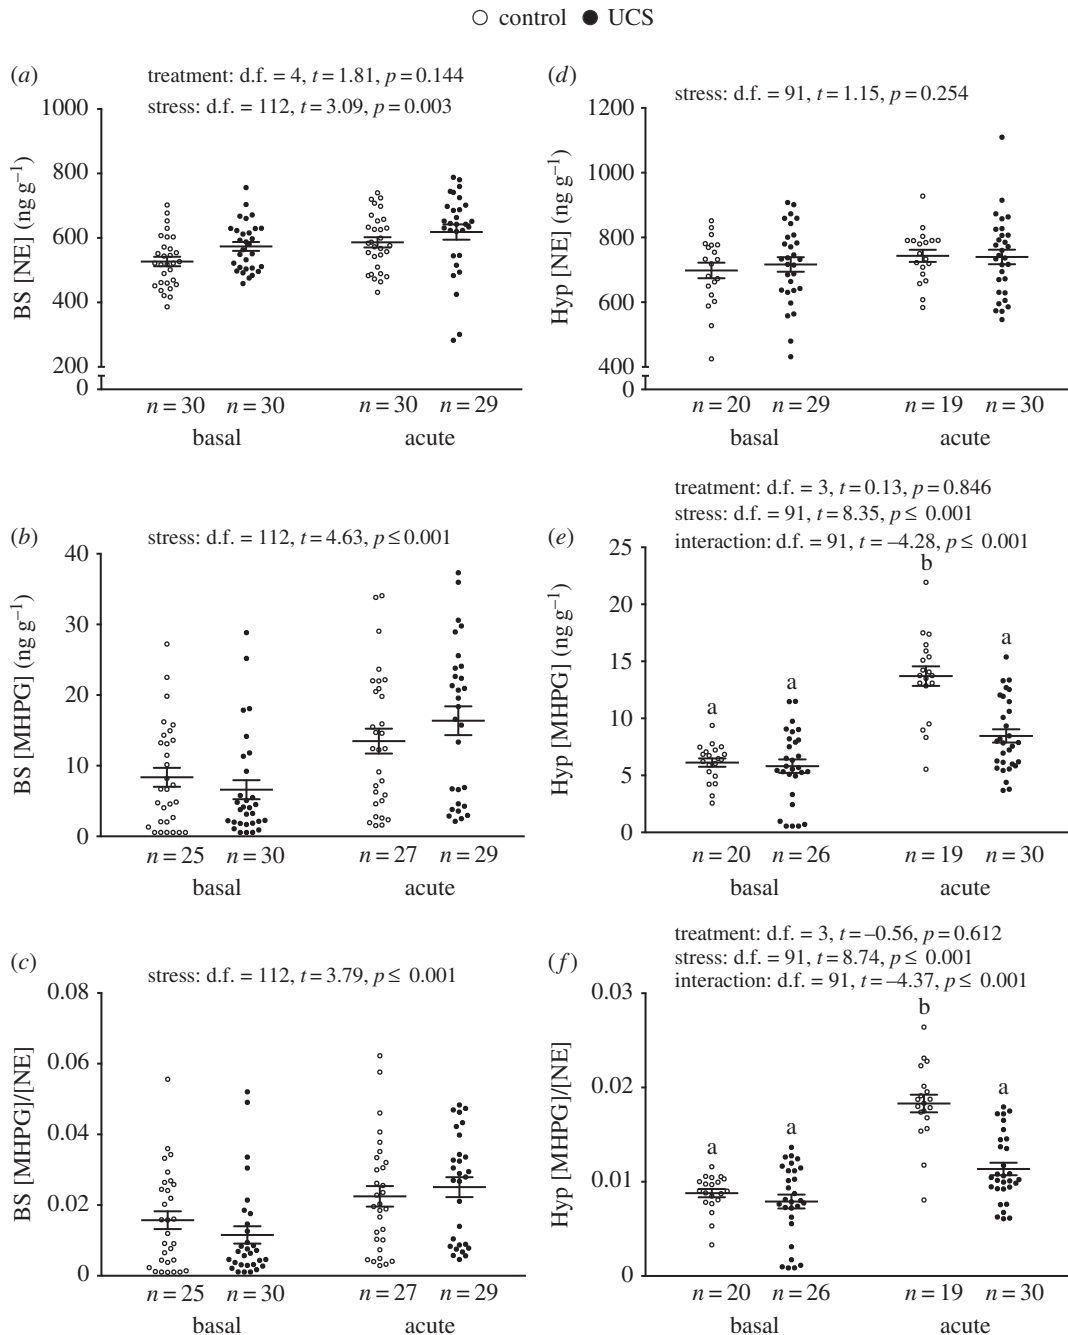 control UCS
(a)
treatment: d.f. = 4, t = 1.81, p = 0.144
stress: d.f. = 112, t = 3.09, p = 0.003
BS [NE] (ng g⁻¹)
1000
800
600
400
200
0
n = 30 n = 30 n = 30 n = 29
basal acute
(d)
stress: d.f. = 91, t = 1.15, p = 0.254
Hyp [NE] (ng g⁻¹)
1200
1000
800
600
400
0
n = 20 n = 29 n = 19 n = 30
basal acute
(b)
stress: d.f. = 112, t = 4.63, p ≤ 0.001
BS [MHPG] (ng g⁻¹)
40
30
20
10
0
n = 25 n = 30 n = 27 n = 29
basal acute
(e)
treatment: d.f. = 3, t = 0.13, p = 0.846
stress: d.f. = 91, t = 8.35, p ≤ 0.001
interaction: d.f. = 91, t = –4.28, p ≤ 0.001
Hyp [MHPG] (ng g⁻¹)
25
20
15
10
5
0
a a b a
n = 20 n = 26 n = 19 n = 30
basal acute
(c)
stress: d.f. = 112, t = 3.79, p ≤ 0.001
BS [MHPG]/[NE]
0.08
0.06
0.04
0.02
0
n = 25 n = 30 n = 27 n = 29
basal acute
(f)
treatment: d.f. = 3, t = –0.56, p = 0.612
stress: d.f. = 91, t = 8.74, p ≤ 0.001
interaction: d.f. = 91, t = –4.37, p ≤ 0.001
Hyp [MHPG]/[NE]
0.03
0.02
0.01
0
a a b a
n = 20 n = 26 n = 19 n = 30
basal acute